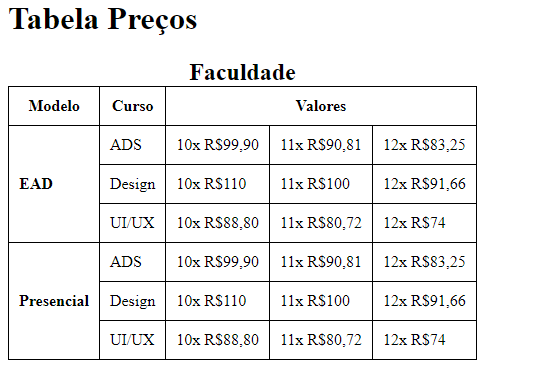 Tabela Preços
Faculdade
Modelo Curso Valores
ADS 10x R$99,90 11x R$90,81 12x R$83,25
EAD Design 10x R$110 11x R$100 12x R$91,66
UI/UX 10x R$88,80 11x R$80,72 12x R$74
ADS 10x R$99,90 11x R$90,81 12x R$83,25
Presencial Design 10x R$110 11x R$100 12x R$91,66
UI/UX 10x R$88,80 11x R$80,72 12x R$74